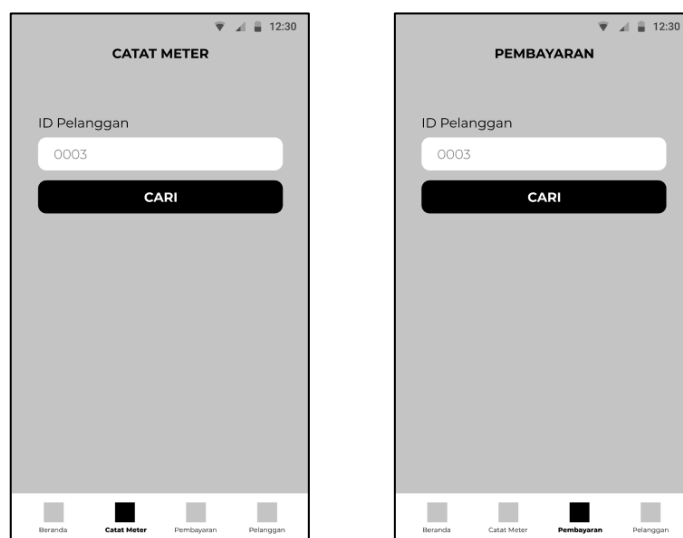 12:30
CATAT METER
ID Pelanggan
0003
CARI
Beranda Catat Meter Pembayaran Pelanggan
12:30
PEMBAYARAN
ID Pelanggan
0003
CARI
Beranda Catat Meter Pembayaran Pelanggan